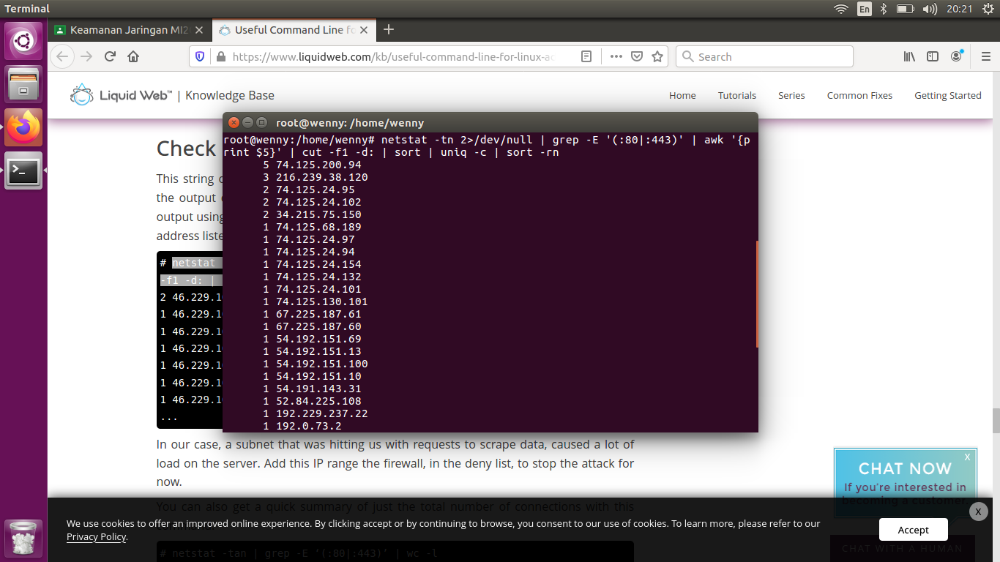 Terminal
En
20:21
Keamanan Jaringan MI2
Useful Command Line fo
https://www.liquidweb.com/kb/useful-command-line-for-linux-ac
Search
Liquid Web™ | Knowledge Base
Home
Tutorials
Series
Common Fixes
Getting Started
Check
This string
the output
output using
address liste
# netstat
-f1 -d: |
2 46.229.1
1 46.229.1
1 46.229.1
1 46.229.1
1 46.229.1
1 46.229.1
1 46.229.1
...
root@wenny: /home/wenny
root@wenny:/home/wenny# netstat -tn 2>/dev/null | grep -E '(:80|:443)' | awk '{p
rint $5}' | cut -f1 -d: | sort | uniq -c | sort -rn
5 74.125.200.94
3 216.239.38.120
2 74.125.24.95
2 74.125.24.102
2 34.215.75.150
1 74.125.68.189
1 74.125.24.97
1 74.125.24.94
1 74.125.24.154
1 74.125.24.132
1 74.125.24.101
1 74.125.130.101
1 67.225.187.61
1 67.225.187.60
1 54.192.151.69
1 54.192.151.13
1 54.192.151.100
1 54.192.151.10
1 54.191.143.31
1 52.84.225.108
1 192.229.237.22
1 192.0.73.2
In our case, a subnet that was hitting us with requests to scrape data, caused a lot of
load on the server. Add this IP range the firewall, in the deny list, to stop the attack for
now.
X
CHAT NOW
If you're interested in
becoming a customer.
You can also get a quick summary of just the total number of connections with this
We use cookies to offer an improved online experience. By clicking accept or by continuing to browse, you consent to our use of cookies. To learn more, please refer to our
Privacy Policy.
Accept
X
# netstat -tan | grep -E ‘(:80|:443)’ | wc -l
CHAT WITH A HUMAN